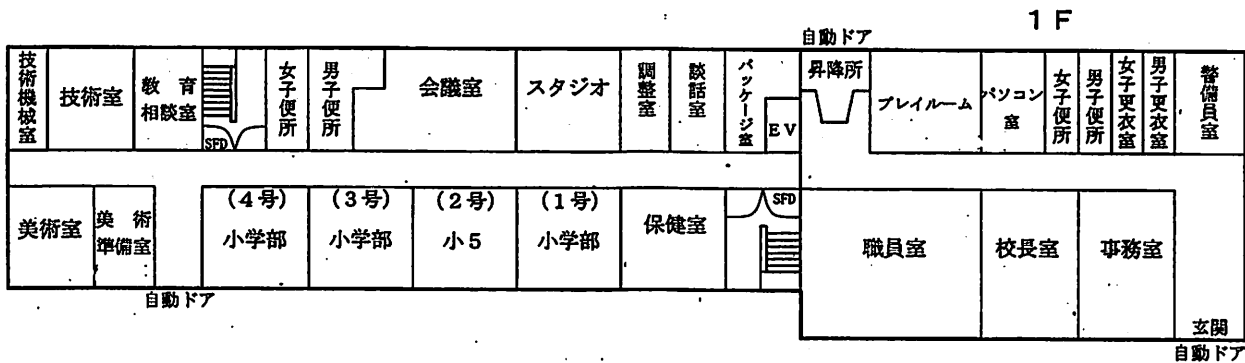 1F
自動ドア
技術機械室
技術室
教育
相談室
SFD
女子便所
男子便所
会議室
スタジオ
調整室
談話室
パッケージ室
EV
昇降所
プレイルーム
パソコン
室
女子便所
男子便所
女子更衣室
男子更衣室
警備員室
美術室
美術
準備室
自動ドア
(4号)
小学部
(3号)
小学部
(2号)
小5
(1号)
小学部
保健室
SFD
職員室
校長室
事務室
玄関
自動ドア